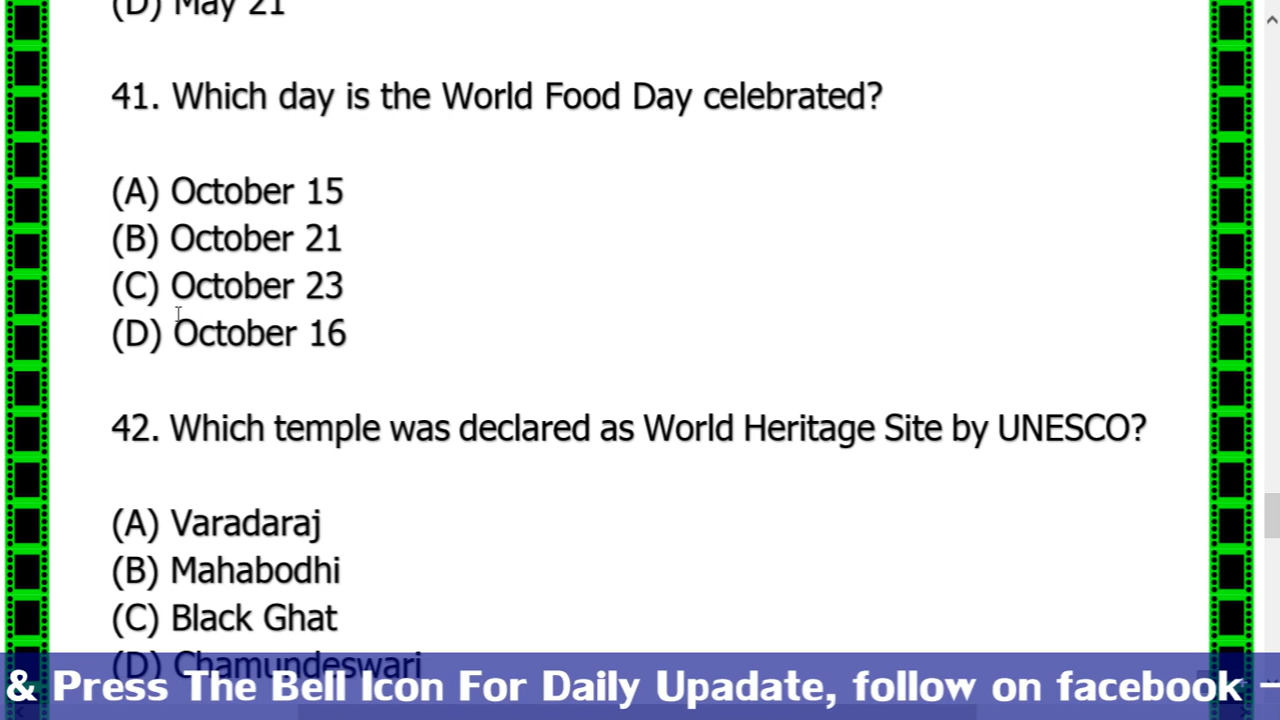 (D) May 21
41. Which day is the World Food Day celebrated?
(A) October 15
(B) October 21
(C) October 23
(D) October 16
42. Which temple was declared as World Heritage Site by UNESCO?
(A) Varadaraj
(B) Mahabodhi
(C) Black Ghat
(D) Chamundeswari
& Press The Bell Icon For Daily Upadate, follow on facebook –